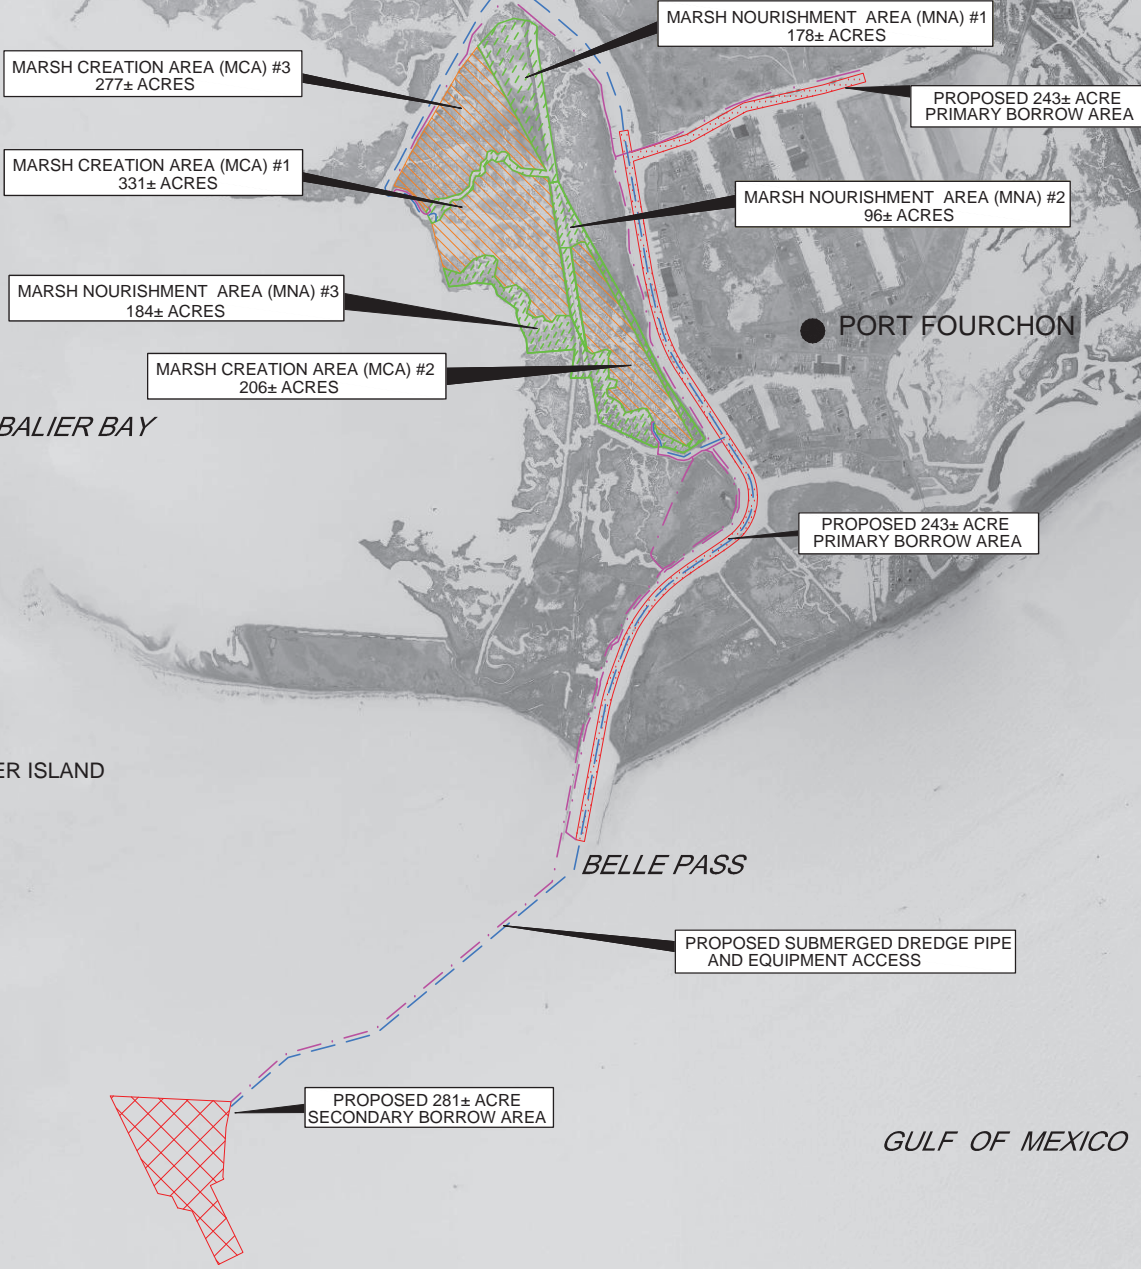 MARSH NOURISHMENT AREA (MNA) #1
178± ACRES
MARSH CREATION AREA (MCA) #3
277± ACRES
PROPOSED 243± ACRE
PRIMARY BORROW AREA
MARSH CREATION AREA (MCA) #1
331± ACRES
MARSH NOURISHMENT AREA (MNA) #2
96± ACRES
MARSH NOURISHMENT AREA (MNA) #3
184± ACRES
PORT FOURCHON
MARSH CREATION AREA (MCA) #2
206± ACRES
BALIER BAY
PROPOSED 243± ACRE
PRIMARY BORROW AREA
ER ISLAND
BELLE PASS
PROPOSED SUBMERGED DREDGE PIPE
AND EQUIPMENT ACCESS
PROPOSED 281± ACRE
SECONDARY BORROW AREA
GULF OF MEXICO